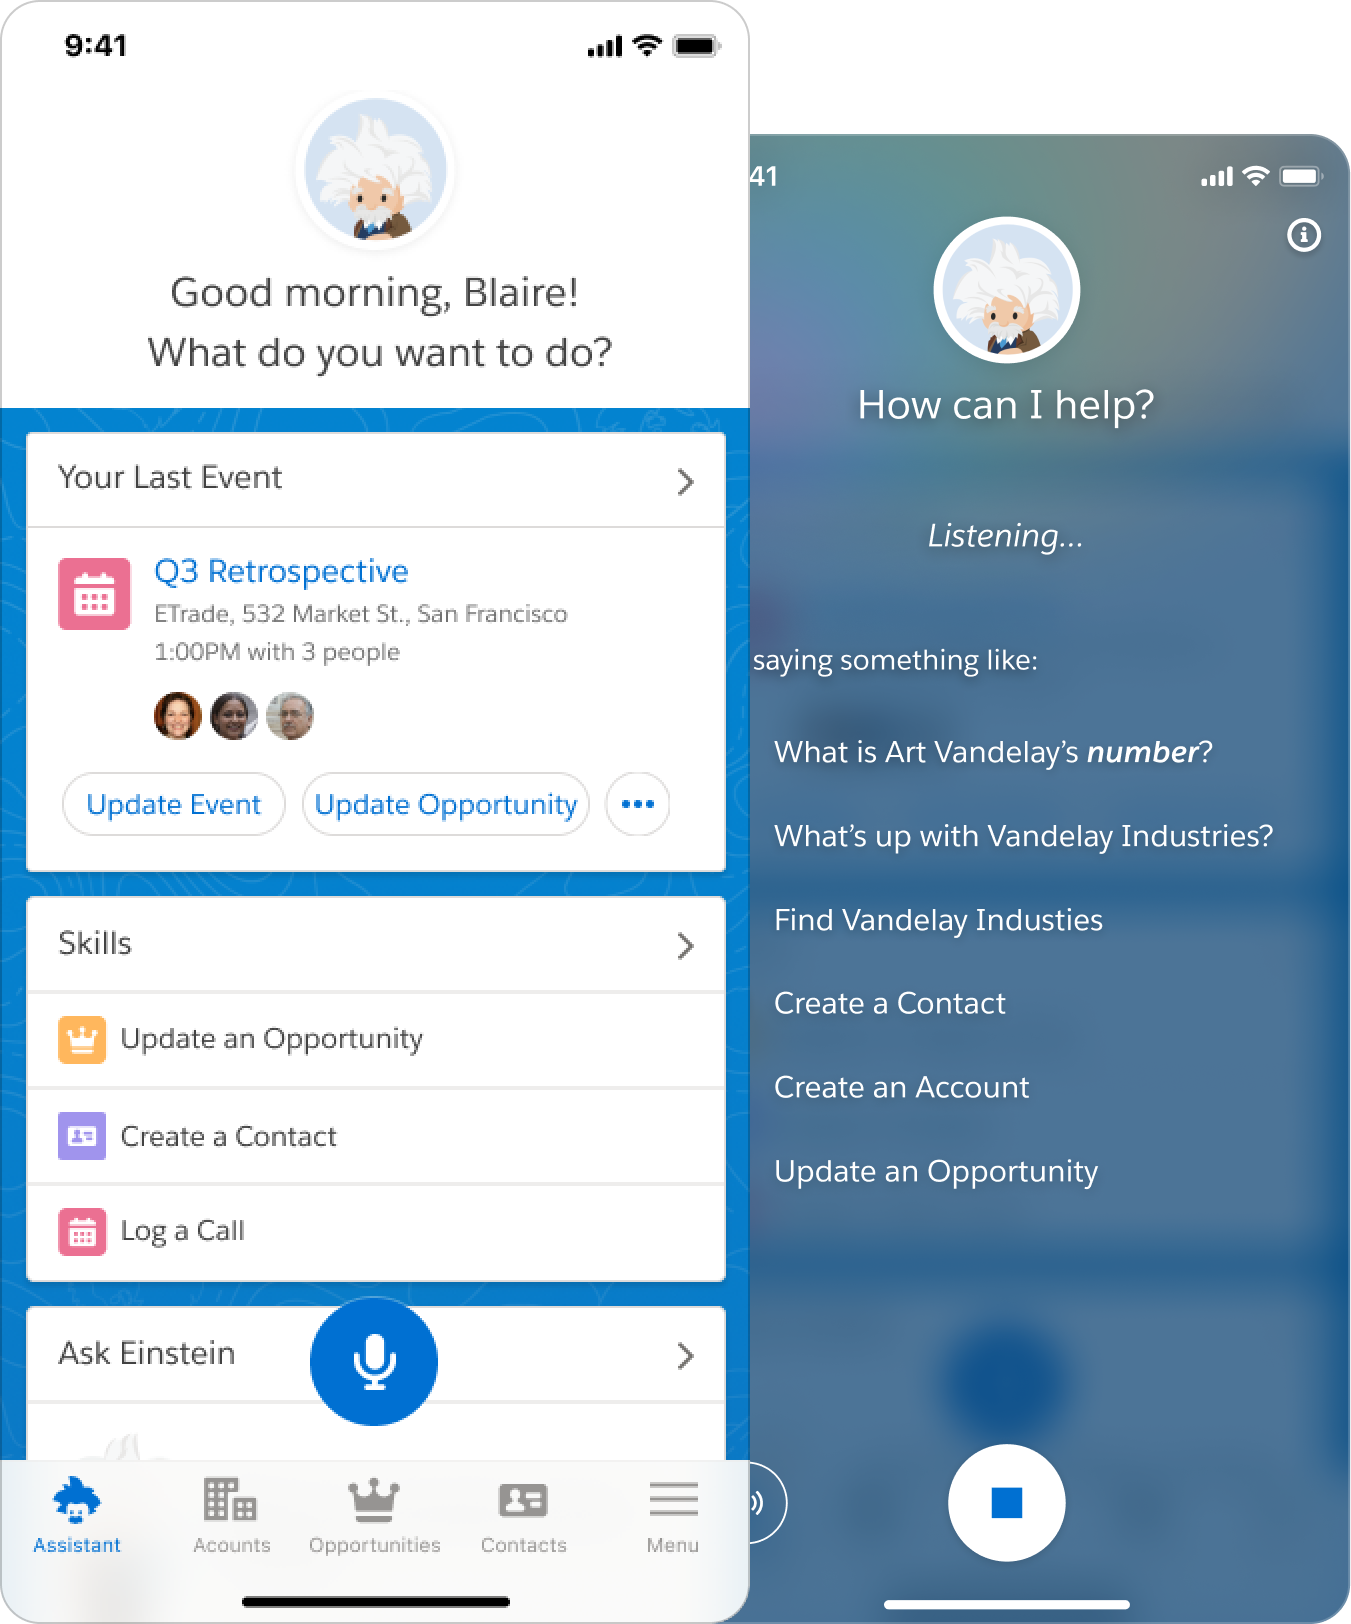 9:41
Good morning, Blaire!
What do you want to do?
Your Last Event
Q3 Retrospective
ETrade, 532 Market St., San Francisco
1:00PM with 3 people
Update Event
Update Opportunity
Skills
Update an Opportunity
Create a Contact
Log a Call
Ask Einstein
Assistant
Acounts
Opportunities
Contacts
Menu
41
How can I help?
Listening...
saying something like:
What is Art Vandelay’s number?
What’s up with Vandelay Industries?
Find Vandelay Industies
Create a Contact
Create an Account
Update an Opportunity